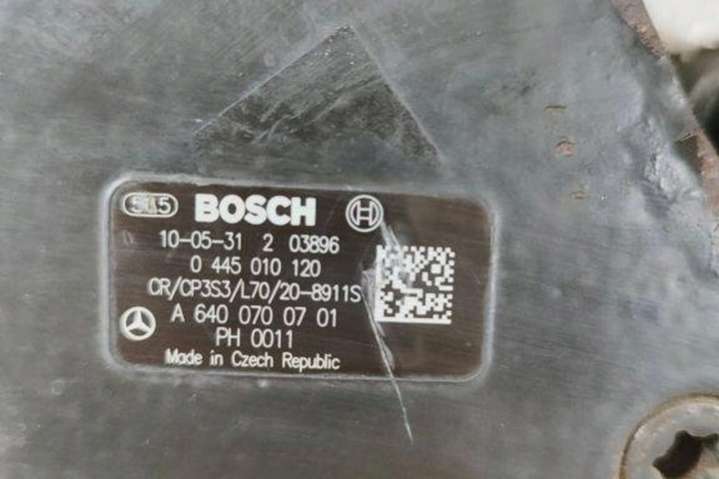 565 BOSCH
10-05-31 2 03896
0 445 010 120
CR/CP3S3/L70/20-8911S
A 640 070 07 01
PH 0011
Made in Czech Republic